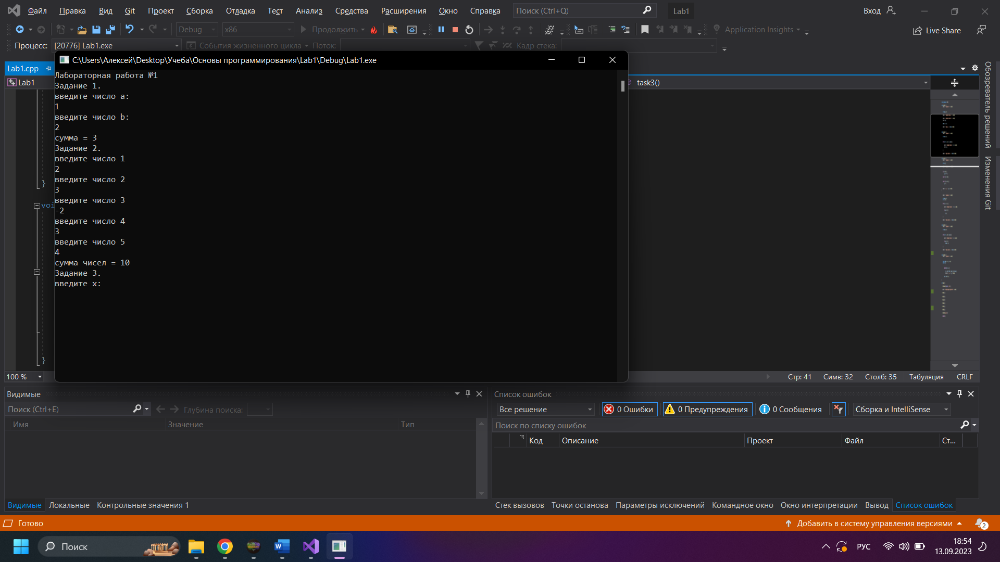 Файл Правка Вид Git Проект Сборка Отладка Тест Анализ Средства Расширения Окно Справка Поиск (Ctrl+Q) Lab1 Вход
Debug x86 Продолжить Application Insights Live Share
Процесс: [20776] Lab1.exe События жизненного цикла Поток: Кадр стека:
C:\Users\Алексей\Desktop\Учеба\Основы программирования\Lab1\Debug\Lab1.exe
Lab1.cpp
Lab1 task3()
Лабораторная работа №1
Задание 1.
введите число a:
1
введите число b:
2
сумма = 3
Задание 2.
введите число 1
2
введите число 2
3
введите число 3
-2
введите число 4
3
введите число 5
4
сумма чисел = 10
Задание 3.
введите x:
}
voi
}
Обозреватель решений
Изменения Git
100 % Стр: 41 Симв: 32 Столб: 35 Табуляция CRLF
Видимые
Поиск (Ctrl+E) Глубина поиска:
Имя Значение Тип
Видимые Локальные Контрольные значения 1
Список ошибок
Все решение 0 Ошибки 0 Предупреждения 0 Сообщения Сборка и IntelliSense
Поиск по списку ошибок
Код Описание Проект Файл Ст...
Стек вызовов Точки останова Параметры исключений Командное окно Окно интерпретации Вывод Список ошибок
Готово Добавить в систему управления версиями 2
Поиск РУС 18:54
13.09.2023